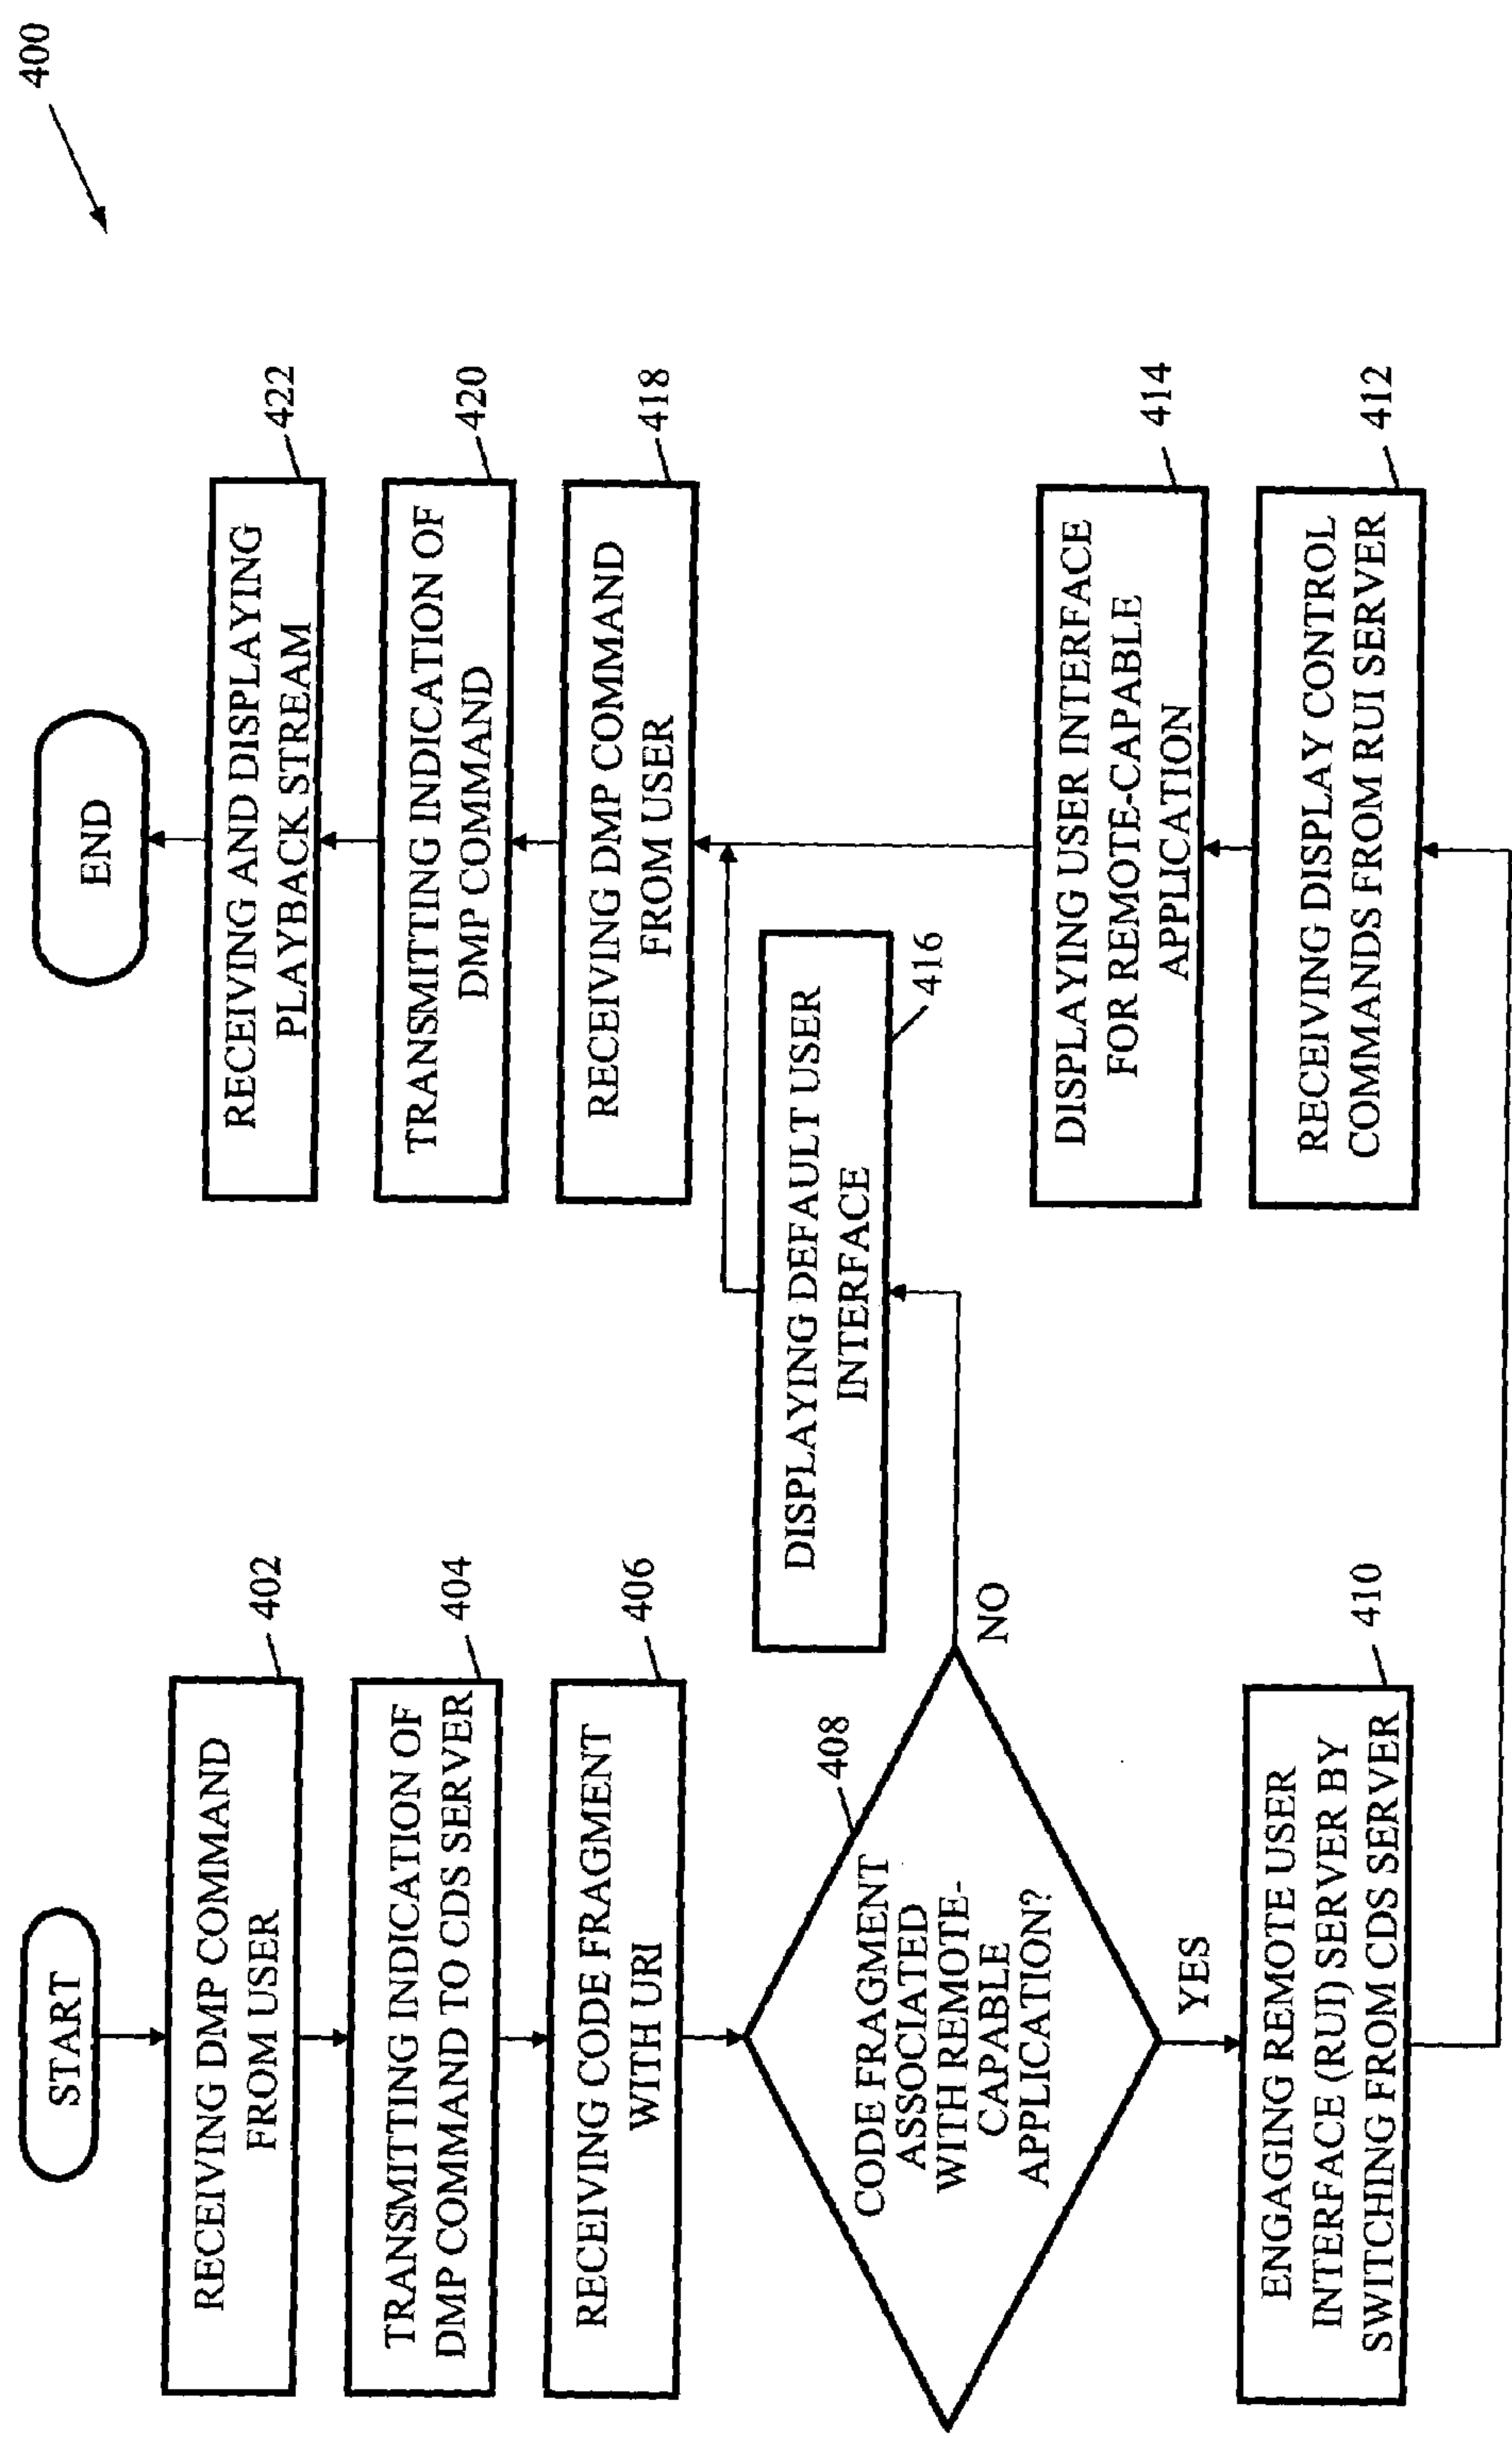 400
START
RECEIVING DMP COMMAND
FROM USER
402
TRANSMITTING INDICATION OF
DMP COMMAND TO CDS SERVER
404
RECEIVING CODE FRAGMENT
WITH URI
406
CODE FRAGMENT
ASSOCIATED
WITH REMOTE-
CAPABLE
APPLICATION?
408
NO
YES
ENGAGING REMOTE USER
INTERFACE (RUI) SERVER BY
SWITCHING FROM CDS SERVER
410
RECEIVING DISPLAY CONTROL
COMMANDS FROM RUI SERVER
412
DISPLAYING USER INTERFACE
FOR REMOTE-CAPABLE
APPLICATION
414
DISPLAYING DEFAULT USER
INTERFACE
416
RECEIVING DMP COMMAND
FROM USER
418
TRANSMITTING INDICATION OF
DMP COMMAND
420
RECEIVING AND DISPLAYING
PLAYBACK STREAM
422
END